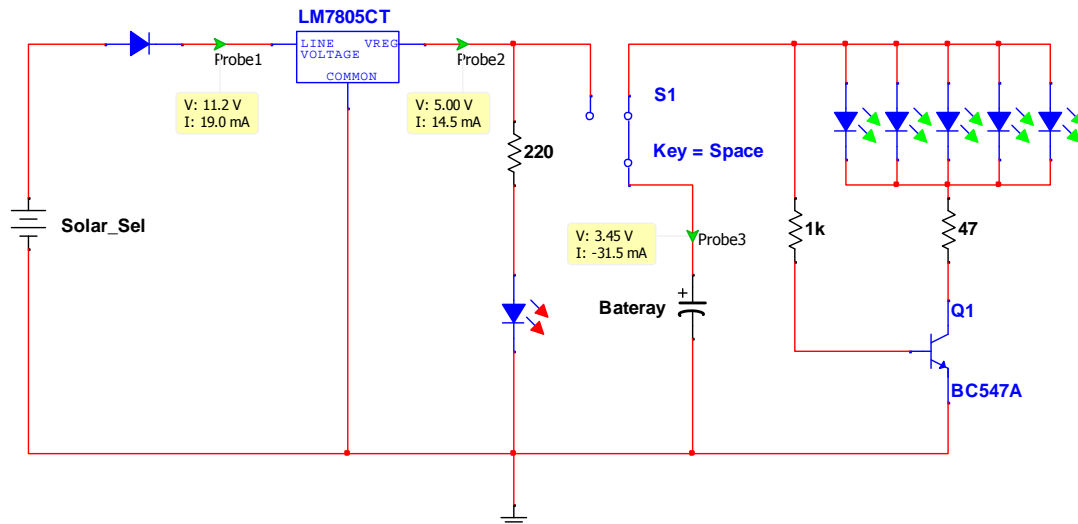 LM7805CT
LINE VREG
VOLTAGE
COMMON
Probe1
V: 11.2 V
I: 19.0 mA
Probe2
V: 5.00 V
I: 14.5 mA
220
S1
Key = Space
Solar_Sel
V: 3.45 V
I: -31.5 mA
Probe3
Bateray
+
1k
47
Q1
BC547A